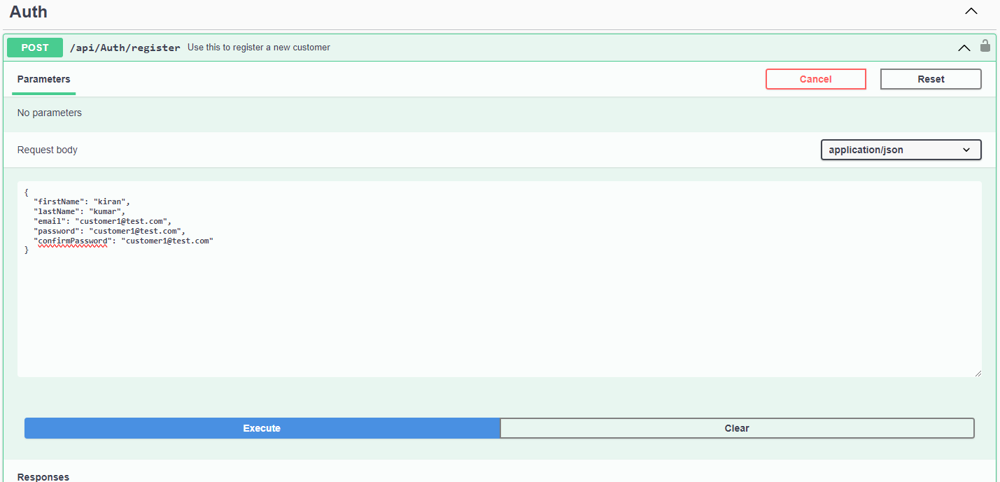 Auth
POST /api/Auth/register Use this to register a new customer
Parameters Cancel Reset
No parameters
Request body application/json
{
"firstName": "kiran",
"lastName": "kumar",
"email": "customer1@test.com",
"password": "customer1@test.com",
"confirmPassword": "customer1@test.com"
}
Execute Clear
Responses